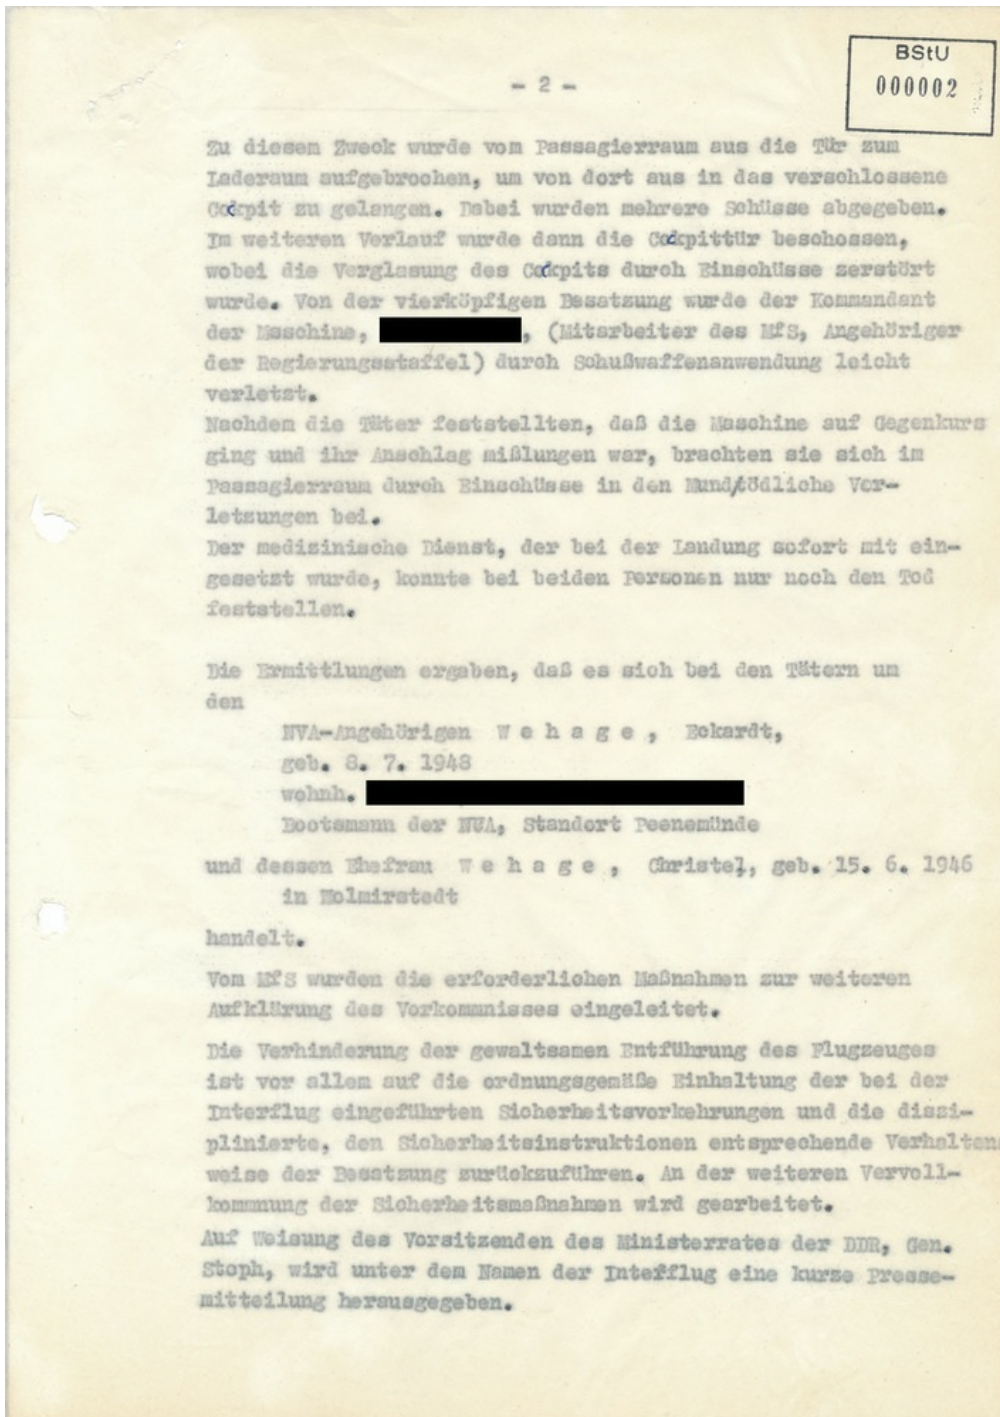 BStU
000002
- 2 -
Zu diesem Zweck wurde vom Passagierraum aus die Tür zum
Laderaum aufgebrochen, um von dort aus in das verschlossene
Cockpit zu gelangen. Dabei wurden mehrere Schüsse abgegeben.
Im weiteren Verlauf wurde dann die Cockpittür beschossen,
wobei die Verglasung des Cockpits durch Einschüsse zerstört
wurde. Von der vierköpfigen Besatzung wurde der Kommandant
der Maschine, , (Mitarbeiter des MfS, Angehöriger
der Regierungsstaffel) durch Schußwaffenanwendung leicht
verletzt.
Nachdem die Täter feststellten, daß die Maschine auf Gegenkurs
ging und ihr Anschlag mißlungen war, brachten sie sich im
Passagierraum durch Einschüsse in den Mund/tödliche Ver-
letzungen bei.
Der medizinische Dienst, der bei der Landung sofort mit ein-
gesetzt wurde, konnte bei beiden Personen nur noch den Tod
feststellen.
Die Ermittlungen ergaben, daß es sich bei den Tätern um
den
NVA-Angehörigen W e h a g e , Eckardt,
geb. 8. 7. 1948
wohnh.
Bootsmann der NVA, Standort Peenemünde
und dessen Ehefrau W e h a g e , Christel, geb. 15. 6. 1946
in Wolmirstedt
handelt.
Vom MfS wurden die erforderlichen Maßnahmen zur weiteren
Aufklärung des Vorkommnisses eingeleitet.
Die Verhinderung der gewaltsamen Entführung des Flugzeuges
ist vor allem auf die ordnungsgemäße Einhaltung der bei der
Interflug eingeführten Sicherheitsvorkehrungen und die diszi-
plinierte, den Sicherheitsinstruktionen entsprechende Verhaltens
weise der Besatzung zurückzuführen. An der weiteren Vervoll-
kommnung der Sicherheitsmaßnahmen wird gearbeitet.
Auf Weisung des Vorsitzenden des Ministerrates der DDR, Gen.
Stoph, wird unter dem Namen der Interflug eine kurze Presse-
mitteilung herausgegeben.